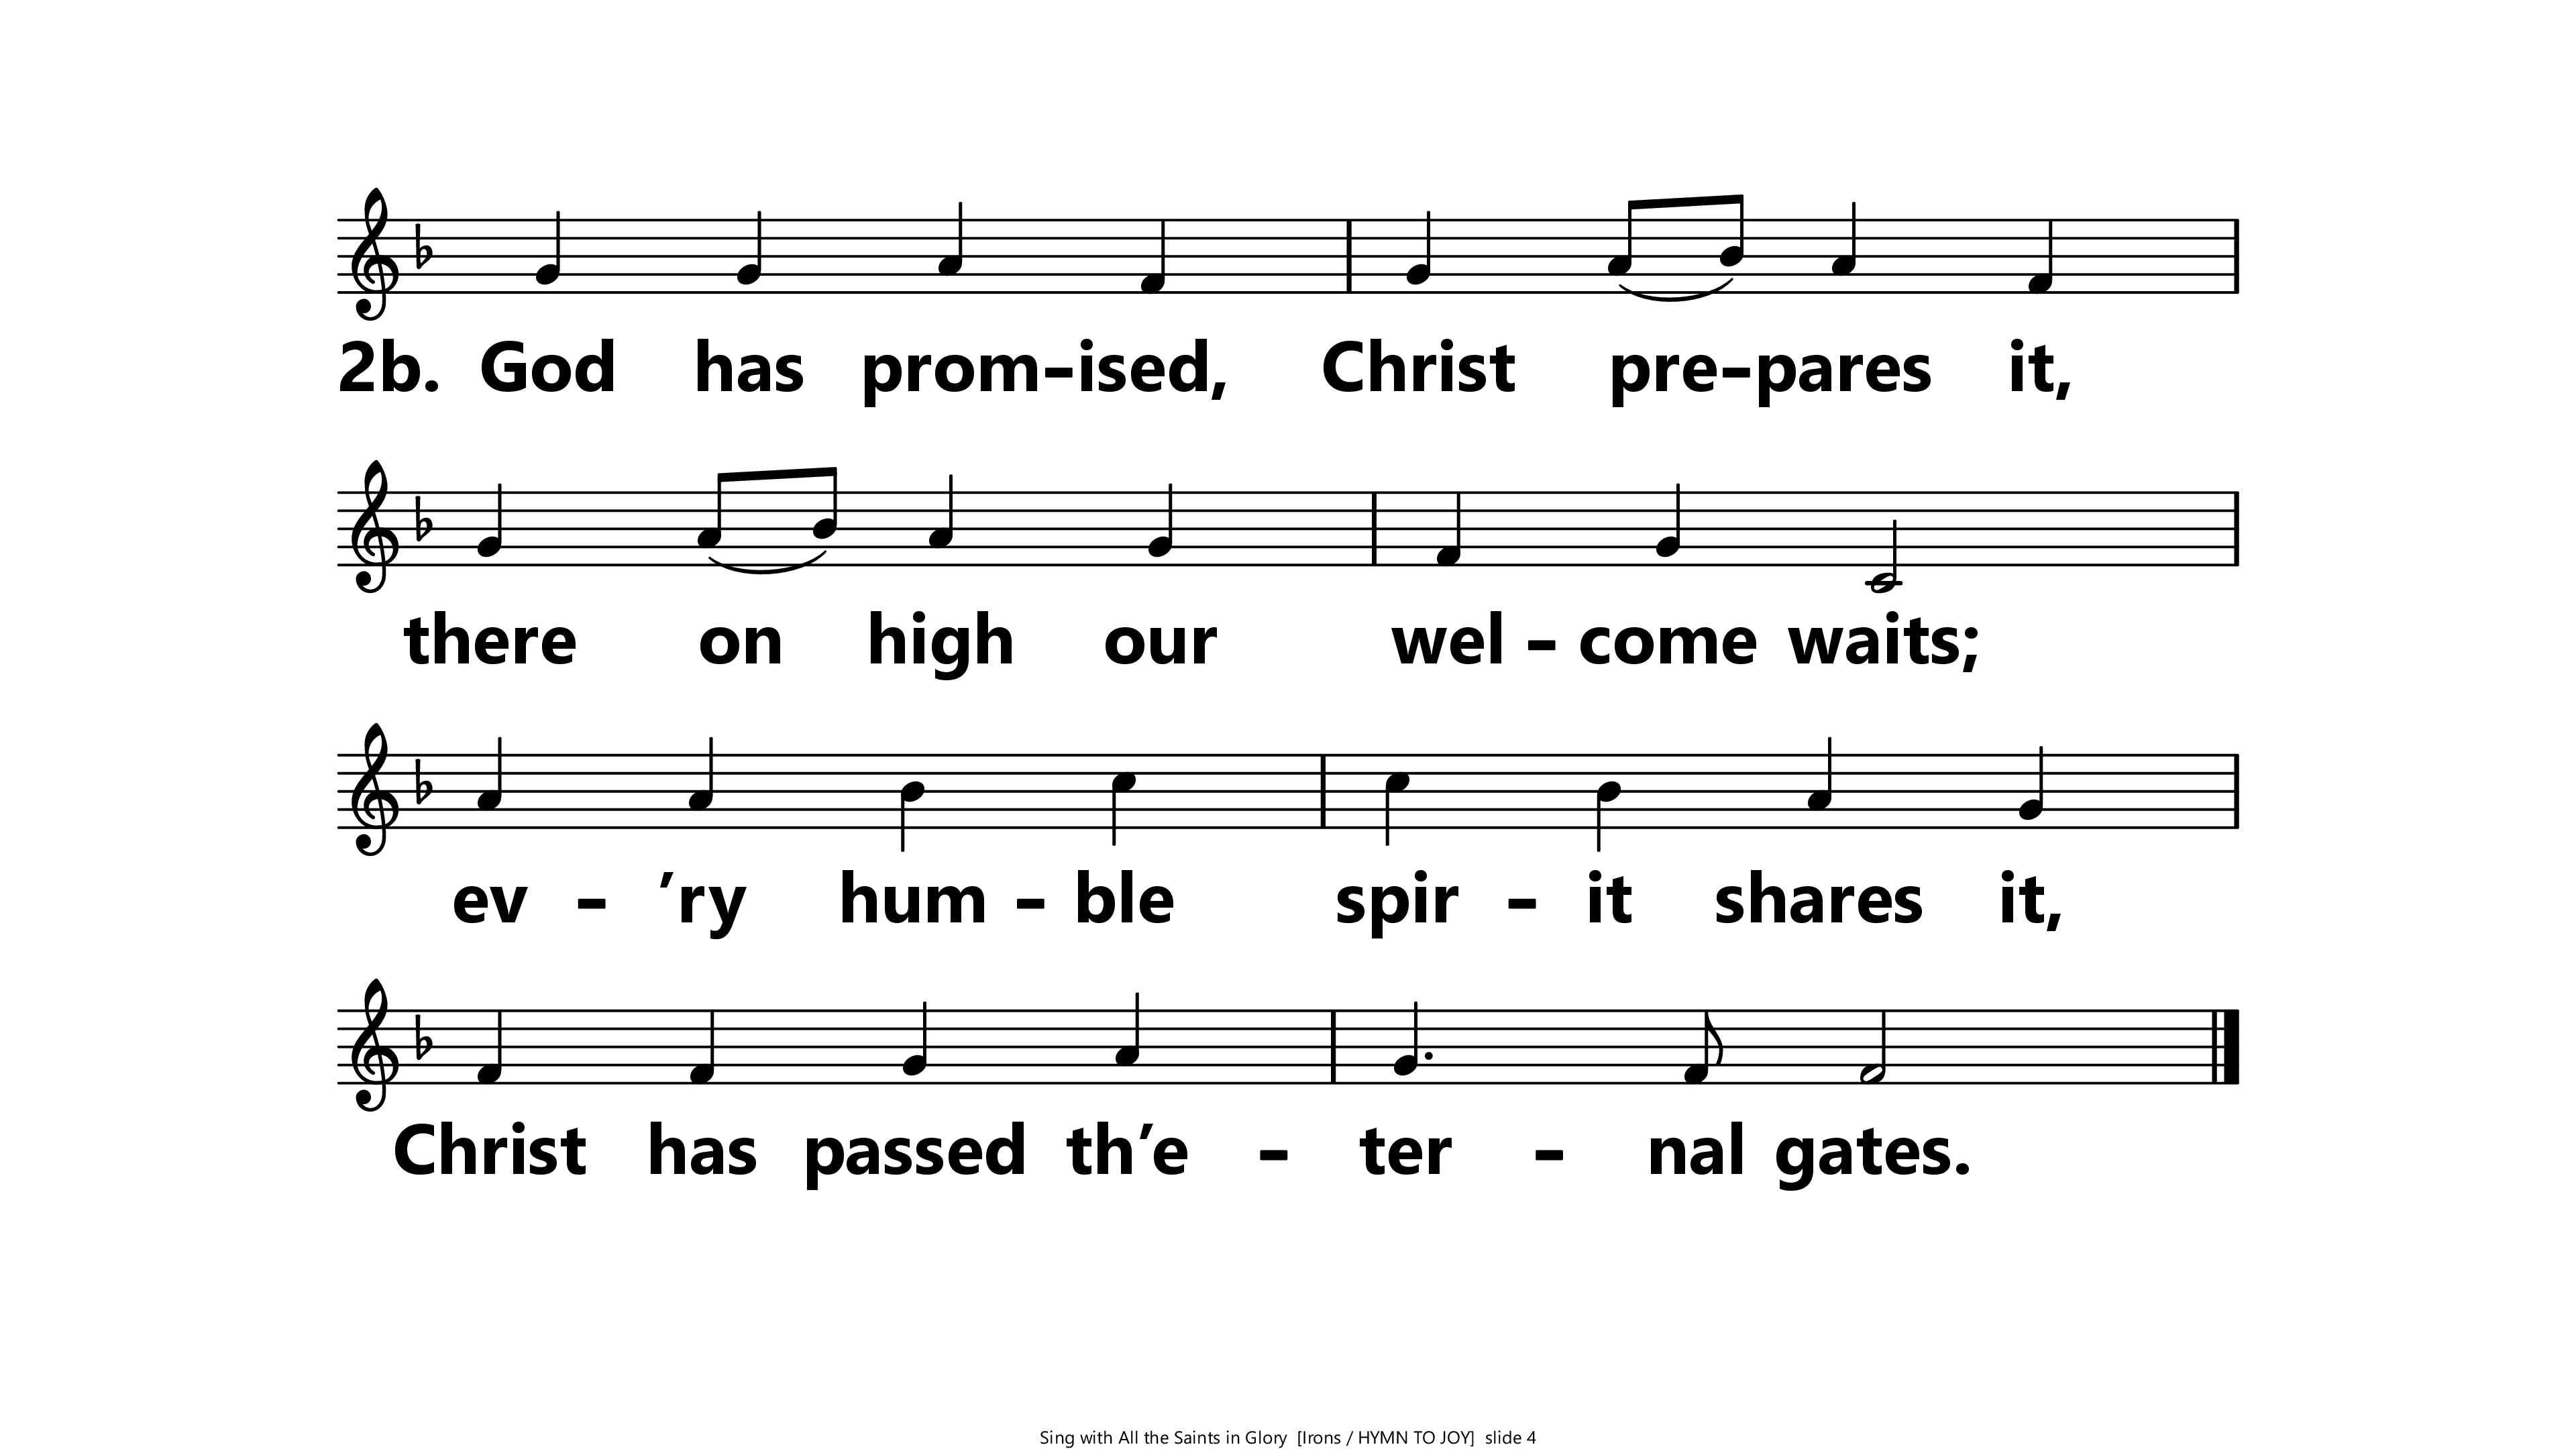 2b. God has prom-ised, Christ pre-pares it,
there on high our wel - come waits;
ev - ’ry hum - ble spir - it shares it,
Christ has passed th’e - ter - nal gates.
Sing with All the Saints in Glory [Irons / HYMN TO JOY] slide 4